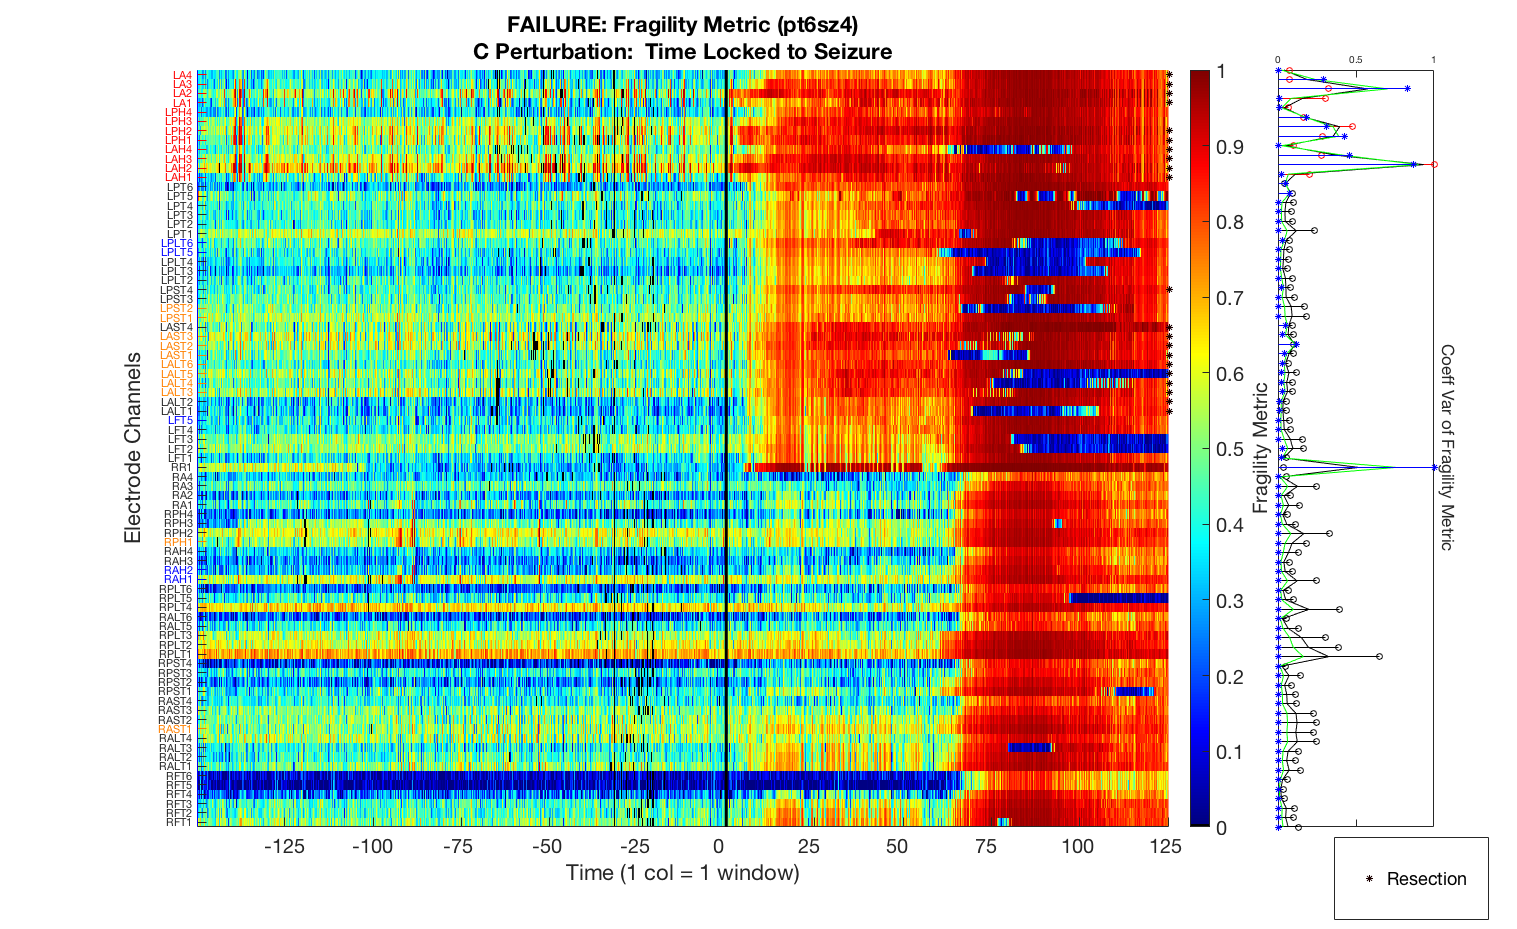 FAILURE: Fragility Metric (pt6sz4)
C Perturbation:  Time Locked to Seizure
Electrode Channels
LA4
LA3
LA2
LA1
LPH4
LPH3
LPH2
LPH1
LAH4
LAH3
LAH2
LAH1
LPT6
LPT5
LPT4
LPT3
LPT2
LPT1
LPLT6
LPLT5
LPLT4
LPLT3
LPLT2
LPST4
LPST3
LPST2
LPST1
LAST4
LAST3
LAST2
LAST1
LALT6
LALT5
LALT4
LALT3
LALT2
LALT1
LFT5
LFT4
LFT3
LFT2
LFT1
RR1
RA4
RA3
RA2
RA1
RPH4
RPH3
RPH2
RPH1
RAH4
RAH3
RAH2
RAH1
RPLT6
RPLT5
RPLT4
RALT6
RALT5
RPLT3
RPLT2
RPLT1
RPST4
RPST3
RPST2
RPST1
RAST4
RAST3
RAST2
RAST1
RALT4
RALT3
RALT2
RALT1
RFT6
RFT5
RFT4
RFT3
RFT2
RFT1
-125 -100 -75 -50 -25 0 25 50 75 100 125
Time (1 col = 1 window)
1
0.9
0.8
0.7
0.6
0.5
0.4
0.3
0.2
0.1
0
Fragility Metric
0 0.5 1
Coeff Var of Fragility Metric
Resection